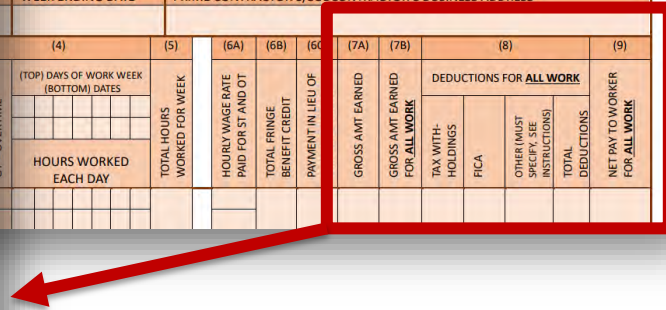 (4)
(5)
(6A)
(6B)
(7A)
(7B)
(8)
(9)
(TOP) DAYS OF WORK WEEK
(BOTTOM) DATES
HOURS WORKED
EACH DAY
TOTAL HOURS
WORKED FOR WEEK
HOURLY WAGE RATE
PAID FOR ST AND OT
TOTAL FRINGE
BENEFIT CREDIT
PAYMENT IN LIEU OF
GROSS AMT EARNED
GROSS AMT EARNED
FOR ALL WORK
DEDUCTIONS FOR ALL WORK
TAX WITH-
HOLDINGS
FICA
OTHER (MUST
SPECIFY, SEE
INSTRUCTIONS)
TOTAL
DEDUCTIONS
NET PAY TO WORKER
FOR ALL WORK